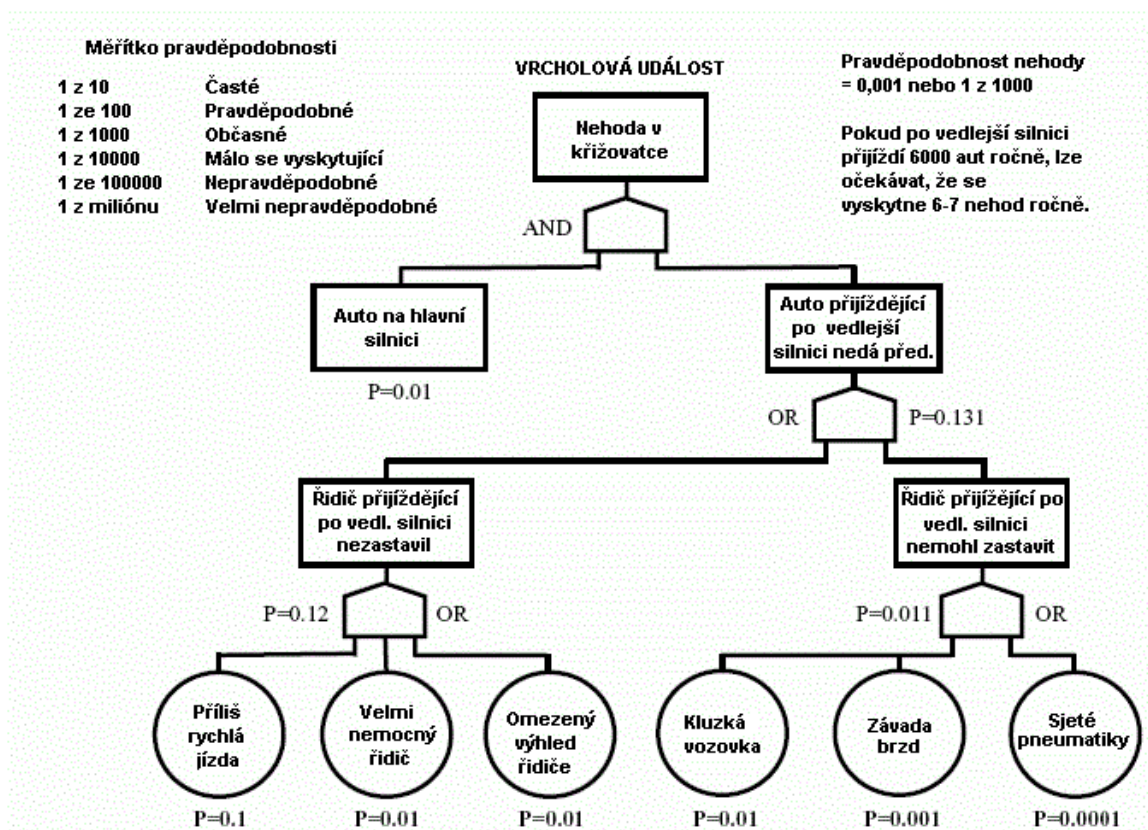 Měřítko pravděpodobnosti
1 z 10 Časté
1 ze 100 Pravděpodobné
1 z 1000 Občasné
1 z 10000 Málo se vyskytující
1 ze 100000 Nepravděpodobné
1 z miliónu Velmi nepravděpodobné
VRCHOLOVÁ UDÁLOST
Nehoda v
křižovatce
Pravděpodobnost nehody
= 0,001 nebo 1 z 1000
Pokud po vedlejší silnici
přijíždí 6000 aut ročně, lze
očekávat, že se
vyskytne 6-7 nehod ročně.
AND
Auto na hlavní
silnici
P=0.01
Auto přijíždějící
po vedlejší
silnici nedá před.
OR
P=0.131
Řidič přijíždějící
po vedl. silnici
nezastavil
Řidič přijížějící po
vedl. silnici
nemohl zastavit
P=0.12
OR
P=0.011
OR
Příliš
rychlá
jízda
Velmi
nemocný
řidič
Omezený
výhled
řidiče
Kluzká
vozovka
Závada
brzd
Sjeté
pneumatiky
P=0.1
P=0.01
P=0.01
P=0.01
P=0.001
P=0.0001